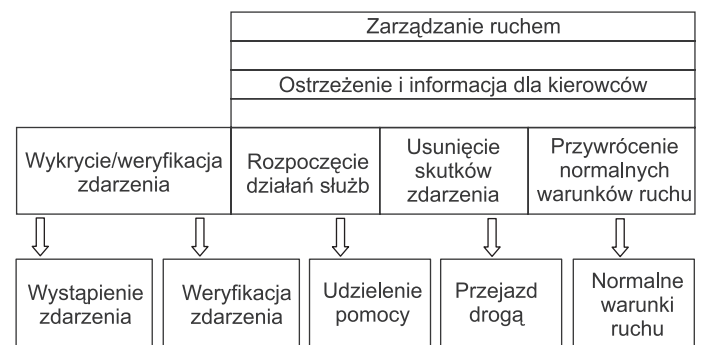 Zarządzanie ruchem
Ostrzeżenie i informacja dla kierowców
Wykrycie/weryfikacja
zdarzenia
Rozpoczęcie
działań służb
Usunięcie
skutków
zdarzenia
Przywrócenie
normalnych
warunków ruchu
Wystąpienie
zdarzenia
Weryfikacja
zdarzenia
Udzielenie
pomocy
Przejazd
drogą
Normalne
warunki
ruchu